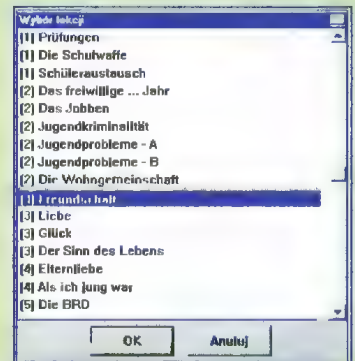 Wybór lekcji
[1] Prüfungen
[1] Die Schulwaffe
[1] Schüleraustausch
[2] Das freiwillige ... Jahr
[2] Das Jobben
[2] Jugendkriminalität
[2] Jugendprobleme - A
[2] Jugendprobleme - B
[2] Die Wohngemeinschaft
[3] Freundschaft
[3] Liebe
[3] Glück
[3] Der Sinn des Lebens
[4] Elternliebe
[4] Als ich jung war
[5] Die BRD
OK
Anuluj